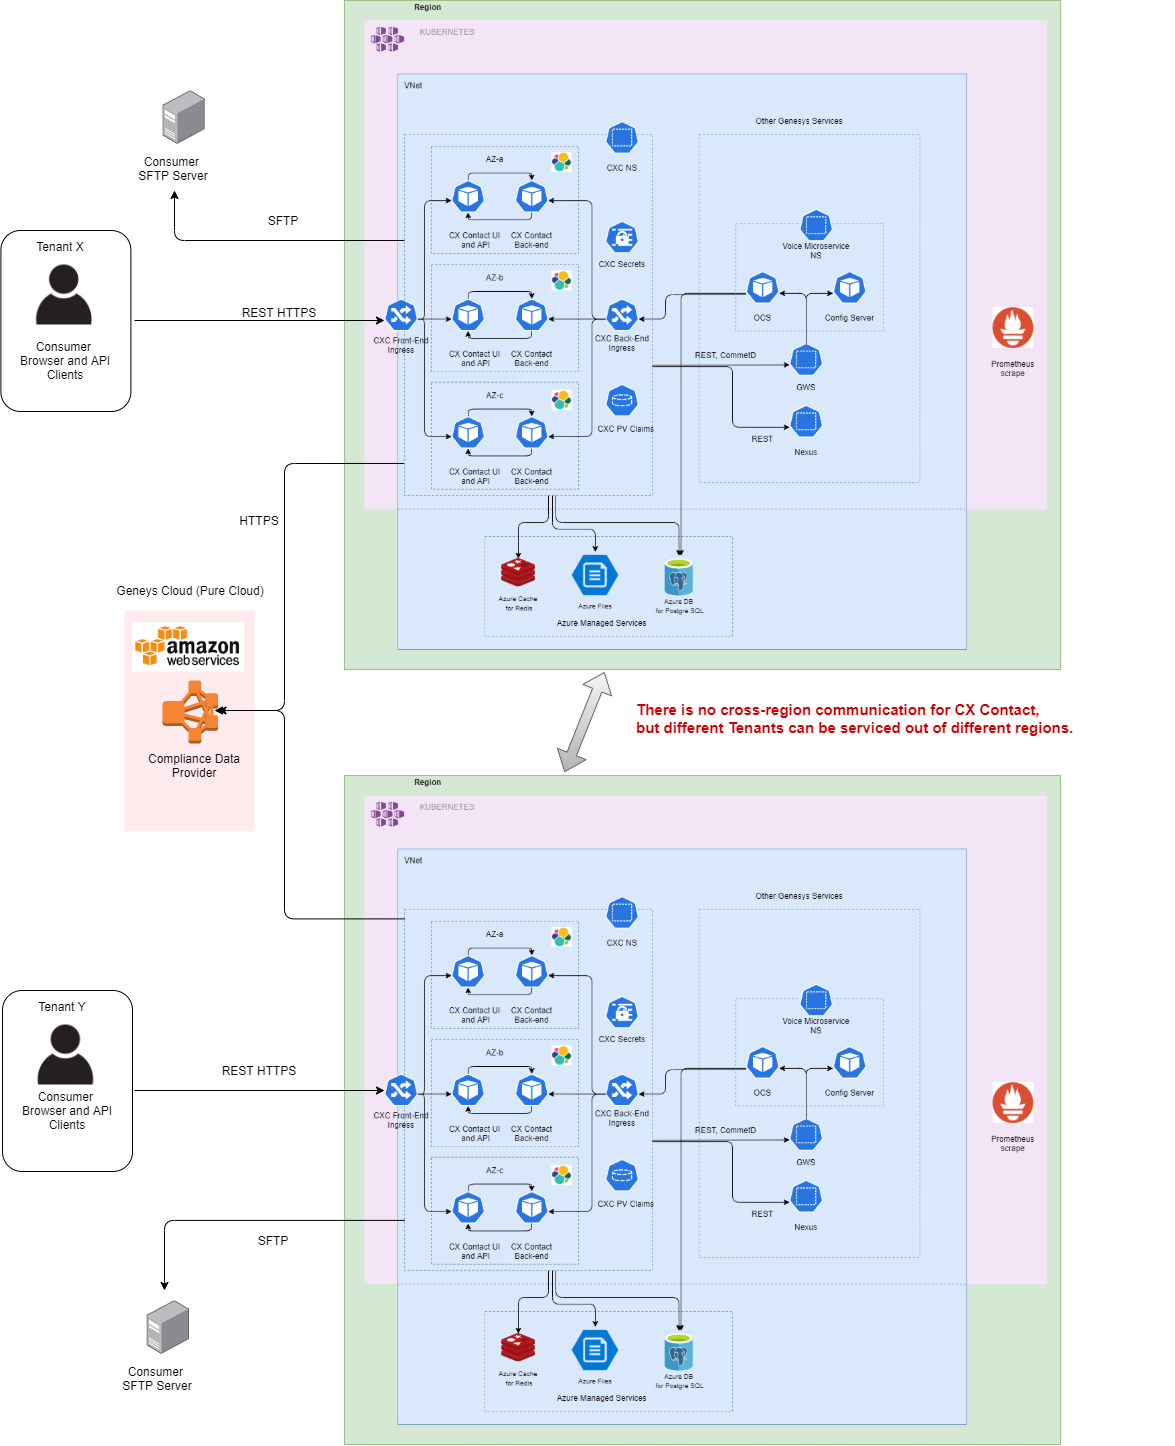 Region
KUBERNETES
VNet
Other Genesys Services
Consumer
SFTP Server
SFTP
AZ-a
CX Contact UI
and API
CX Contact
Back-end
CXC NS
CXC Secrets
Voice Microservice
NS
Tenant X
Consumer
Browser and API
Clients
REST HTTPS
CXC Front-End
Ingress
AZ-b
CX Contact UI
and API
CX Contact
Back-end
CXC Back-End
Ingress
OCS
Config Server
REST, CommetD
GWS
Prometheus
scrape
AZ-c
CX Contact UI
and API
CX Contact
Back-end
CXC PV Claims
REST
Nexus
HTTPS
Azure Cache
for Redis
Azure Files
Azure DB
for Postgre SQL
Azure Managed Services
Geneys Cloud (Pure Cloud)
amazon
web services
Compliance Data
Provider
There is no cross-region communication for CX Contact,
but different Tenants can be serviced out of different regions.
Region
KUBERNETES
VNet
Other Genesys Services
AZ-a
CX Contact UI
and API
CX Contact
Back-end
CXC NS
CXC Secrets
Voice Microservice
NS
Tenant Y
Consumer
Browser and API
Clients
REST HTTPS
CXC Front-End
Ingress
AZ-b
CX Contact UI
and API
CX Contact
Back-end
CXC Back-End
Ingress
OCS
Config Server
REST, CommetD
GWS
Prometheus
scrape
AZ-c
CX Contact UI
and API
CX Contact
Back-end
CXC PV Claims
REST
Nexus
SFTP
Consumer
SFTP Server
Azure Cache
for Redis
Azure Files
Azure DB
for Postgre SQL
Azure Managed Services